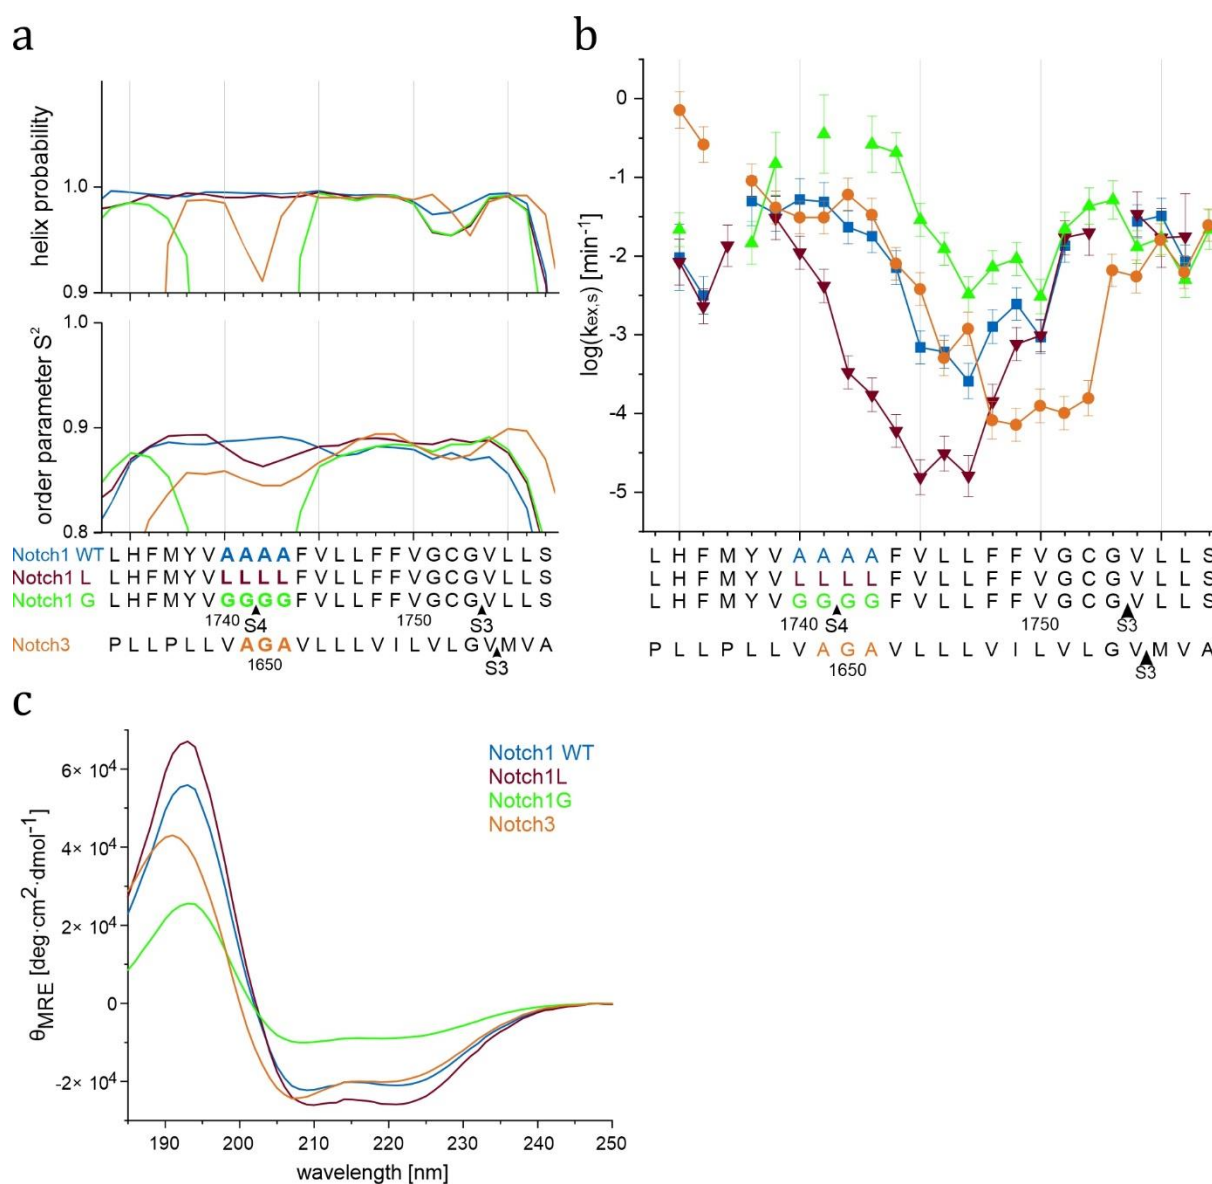 a
helix probability
1.0
0.9
order parameter S²
1.0
0.9
0.8
Notch1 WT L H F M Y V A A A A F V L L F F V G C G V L L S
Notch1 L L H F M Y V L L L L F V L L F F V G C G V L L S
Notch1 G L H F M Y V G G G G F V L L F F V G C G V L L S
1740 S4 1750 S3
Notch3 P L L P L L V A G A V L L L V I L V L G V M V A
1650 S3
b
log(kex,s) [min⁻¹]
0
-1
-2
-3
-4
-5
L H F M Y V A A A A F V L L F F V G C G V L L S
L H F M Y V L L L L F V L L F F V G C G V L L S
L H F M Y V G G G G F V L L F F V G C G V L L S
1740 S4 1750 S3
P L L P L L V A G A V L L L V I L V L G V M V A
1650 S3
c
θMRE [deg·cm²·dmol⁻¹]
6× 10⁴
4× 10⁴
2× 10⁴
0
-2× 10⁴
Notch1 WT
Notch1L
Notch1G
Notch3
190 200 210 220 230 240 250
wavelength [nm]